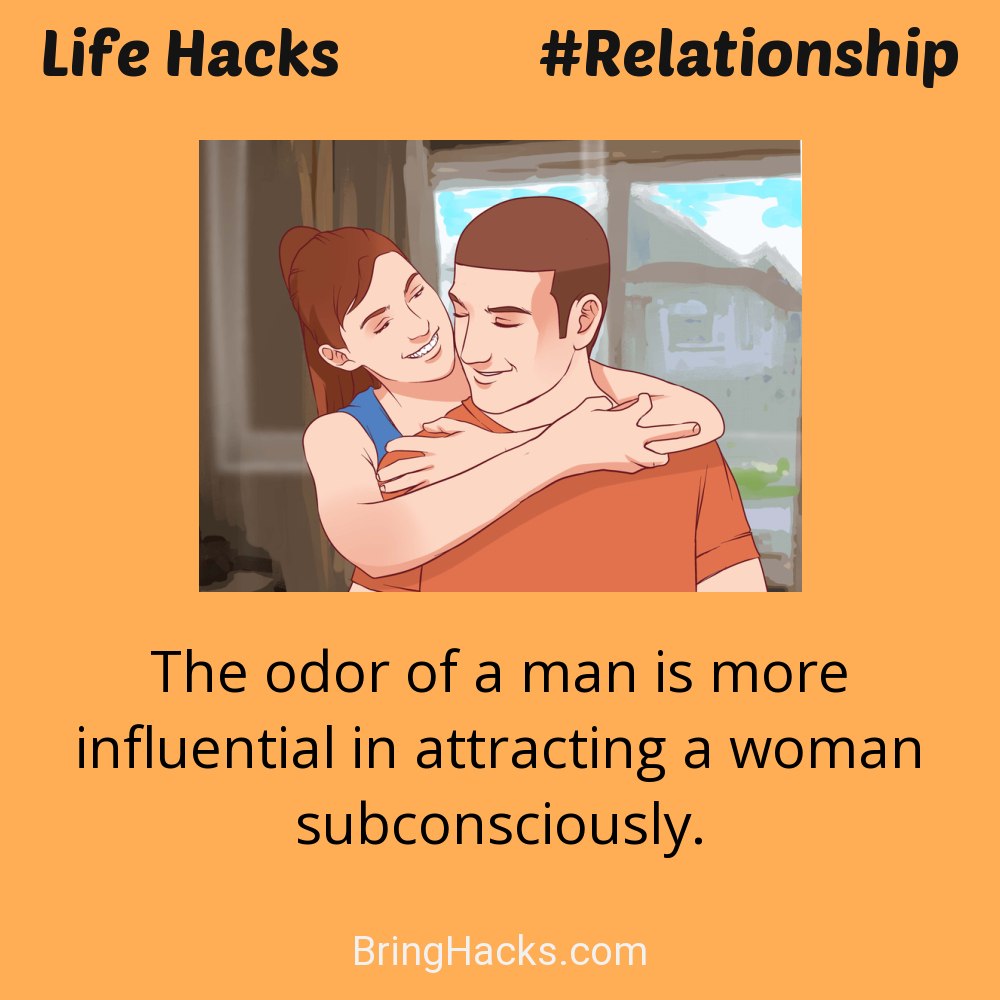 Life Hacks #Relationship
The odor of a man is more
influential in attracting a woman
subconsciously.
BringHacks.com